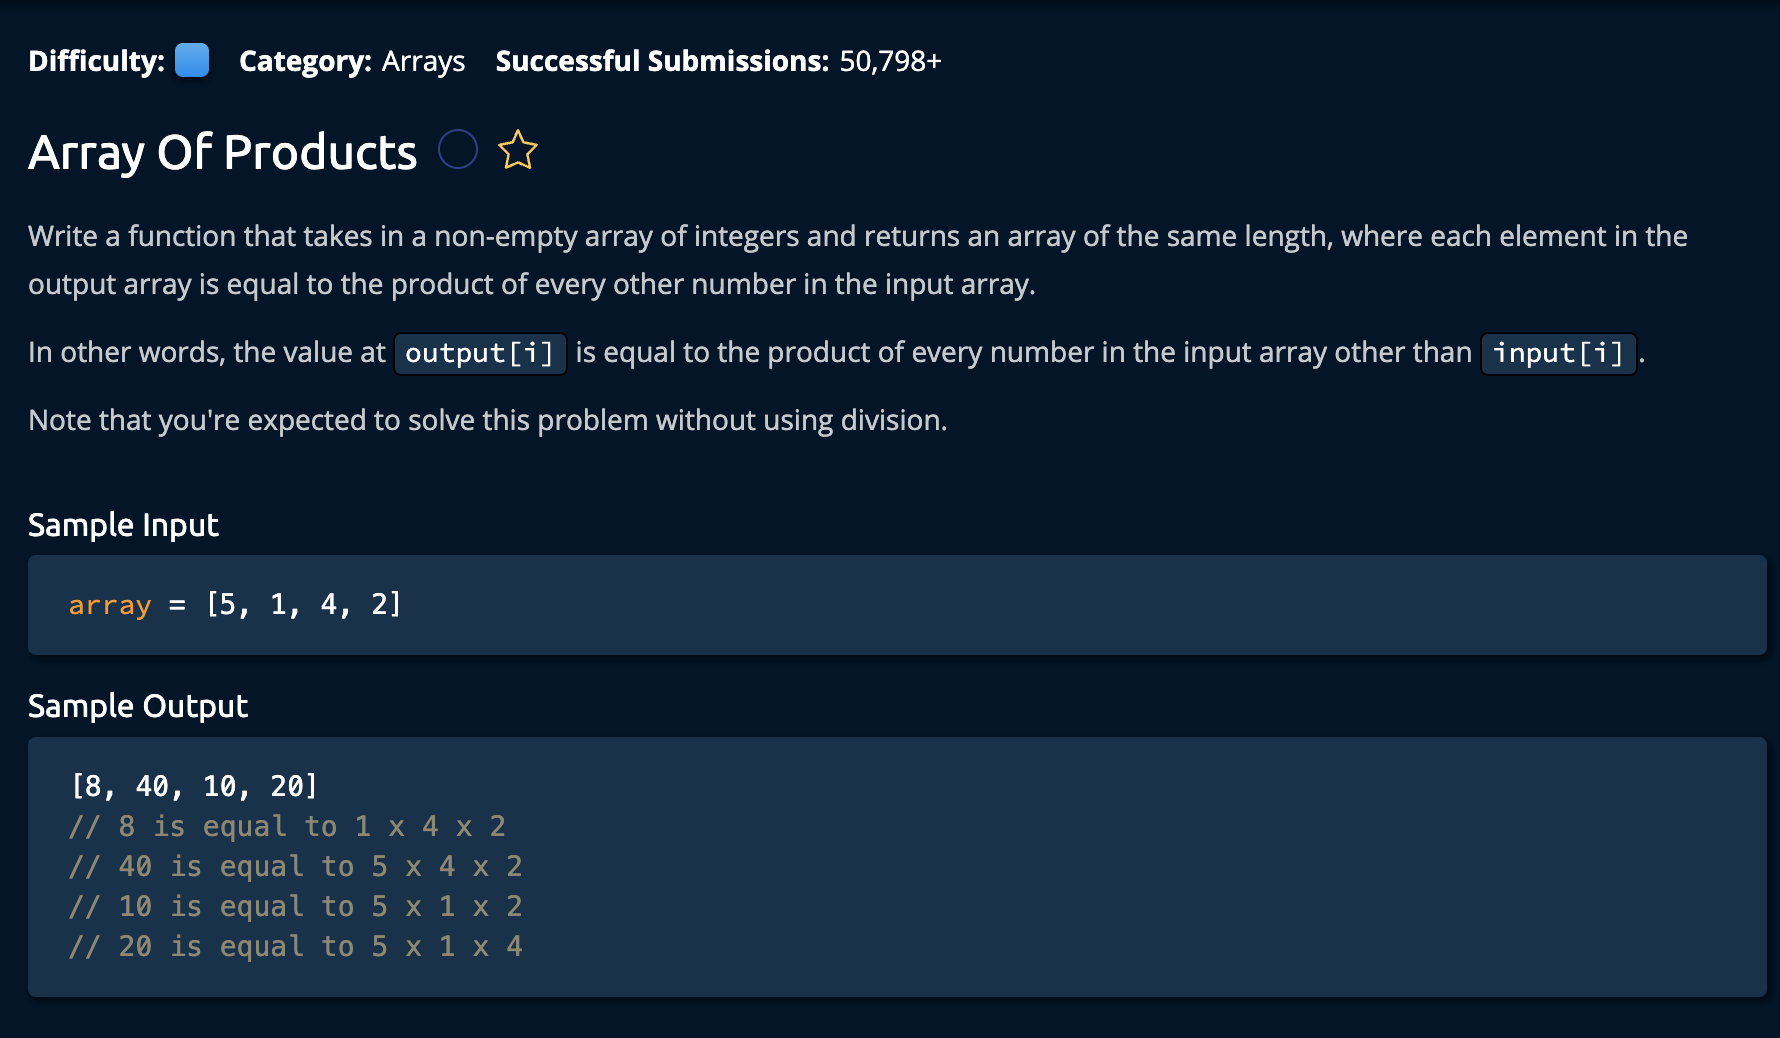 Difficulty: Category: Arrays Successful Submissions: 50,798+
Array Of Products
Write a function that takes in a non-empty array of integers and returns an array of the same length, where each element in the
output array is equal to the product of every other number in the input array.
In other words, the value at output[i] is equal to the product of every number in the input array other than input[i].
Note that you're expected to solve this problem without using division.
Sample Input
array = [5, 1, 4, 2]
Sample Output
[8, 40, 10, 20]
// 8 is equal to 1 x 4 x 2
// 40 is equal to 5 x 4 x 2
// 10 is equal to 5 x 1 x 2
// 20 is equal to 5 x 1 x 4